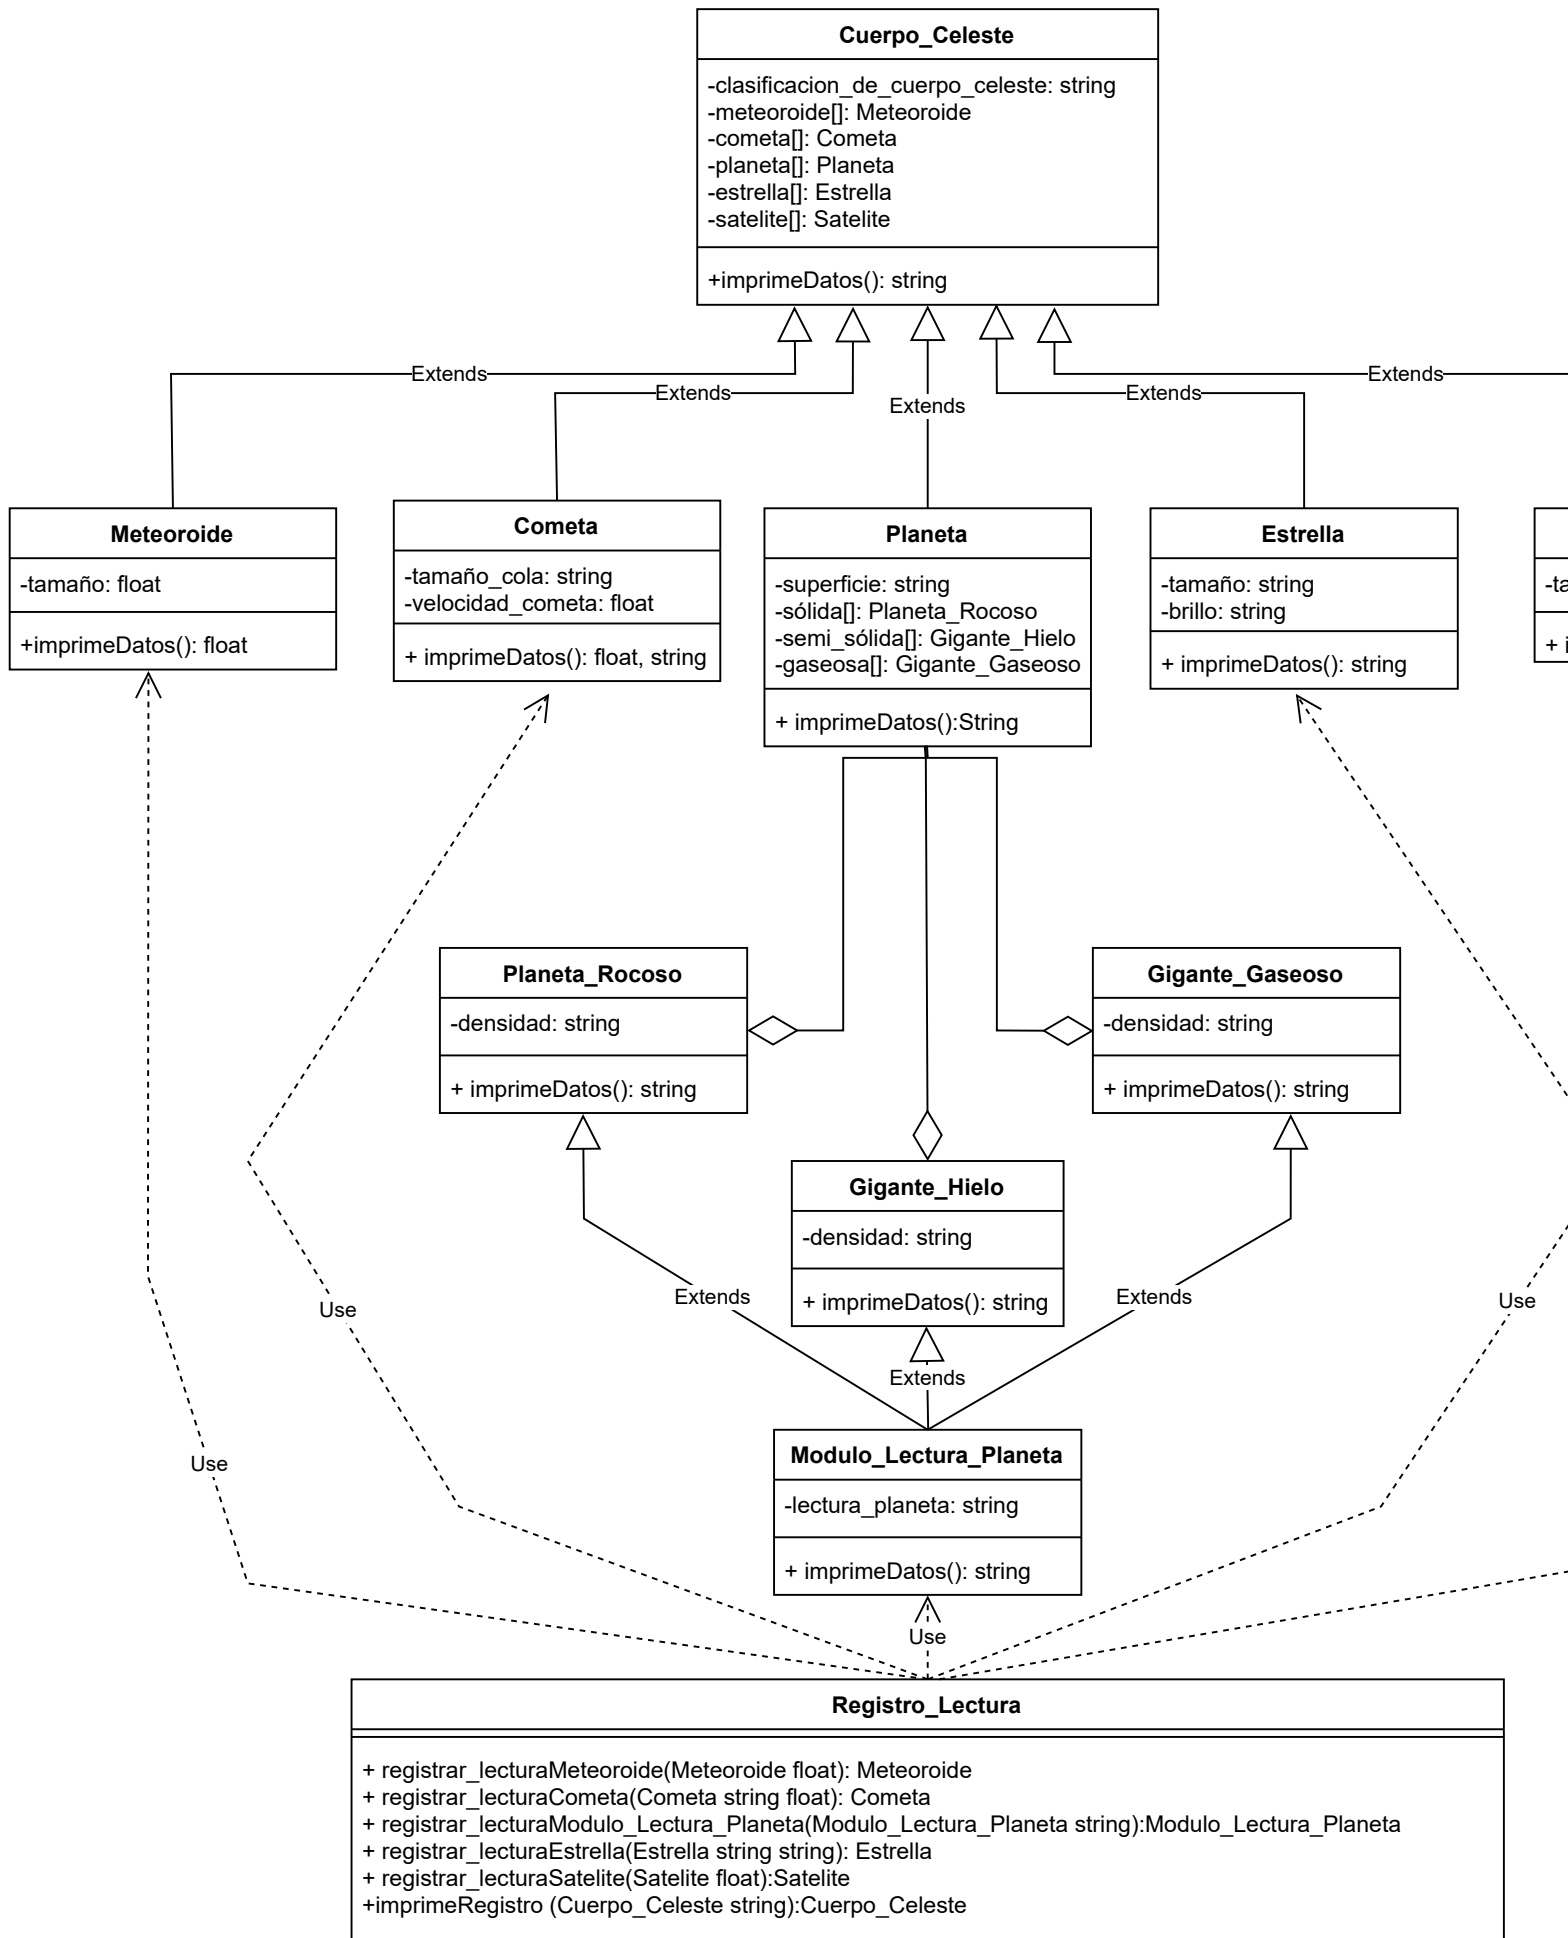 Cuerpo_Celeste
-clasificacion_de_cuerpo_celeste: string
-meteoroide[]: Meteoroide
-cometa[]: Cometa
-planeta[]: Planeta
-estrella[]: Estrella
-satelite[]: Satelite
+imprimeDatos(): string
Extends
Extends
Extends
Extends
Extends
Meteoroide
-tamaño: float
+imprimeDatos(): float
Cometa
-tamaño_cola: string
-velocidad_cometa: float
+ imprimeDatos(): float, string
Planeta
-superficie: string
-sólida[]: Planeta_Rocoso
-semi_sólida[]: Gigante_Hielo
-gaseosa[]: Gigante_Gaseoso
+ imprimeDatos():String
Estrella
-tamaño: string
-brillo: string
+ imprimeDatos(): string
Planeta_Rocoso
-densidad: string
+ imprimeDatos(): string
Gigante_Gaseoso
-densidad: string
+ imprimeDatos(): string
Gigante_Hielo
-densidad: string
+ imprimeDatos(): string
Extends
Extends
Extends
Use
Use
Use
Modulo_Lectura_Planeta
-lectura_planeta: string
+ imprimeDatos(): string
Use
Registro_Lectura
+ registrar_lecturaMeteoroide(Meteoroide float): Meteoroide
+ registrar_lecturaCometa(Cometa string float): Cometa
+ registrar_lecturaModulo_Lectura_Planeta(Modulo_Lectura_Planeta string):Modulo_Lectura_Planeta
+ registrar_lecturaEstrella(Estrella string string): Estrella
+ registrar_lecturaSatelite(Satelite float):Satelite
+imprimeRegistro (Cuerpo_Celeste string):Cuerpo_Celeste